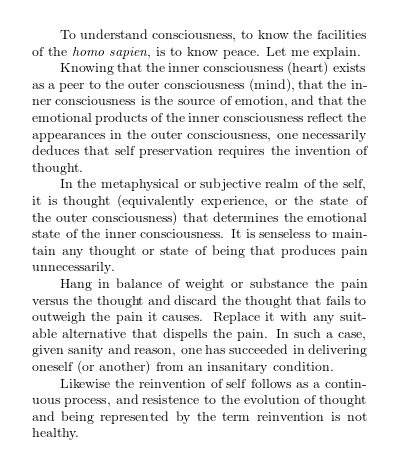 To understand consciousness, to know the facilities
of the homo sapien, is to know peace. Let me explain.
Knowing that the inner consciousness (heart) exists
as a peer to the outer consciousness (mind), that the in-
ner consciousness is the source of emotion, and that the
emotional products of the inner consciousness reflect the
appearances in the outer consciousness, one necessarily
deduces that self preservation requires the invention of
thought.
In the metaphysical or subjective realm of the self,
it is thought (equivalently experience, or the state of
the outer consciousness) that determines the emotional
state of the inner consciousness. It is senseless to main-
tain any thought or state of being that produces pain
unnecessarily.
Hang in balance of weight or substance the pain
versus the thought and discard the thought that fails to
outweigh the pain it causes. Replace it with any suit-
able alternative that dispells the pain. In such a case,
given sanity and reason, one has succeeded in delivering
oneself (or another) from an insanitary condition.
Likewise the reinvention of self follows as a contin-
uous process, and resistence to the evolution of thought
and being represented by the term reinvention is not
healthy.